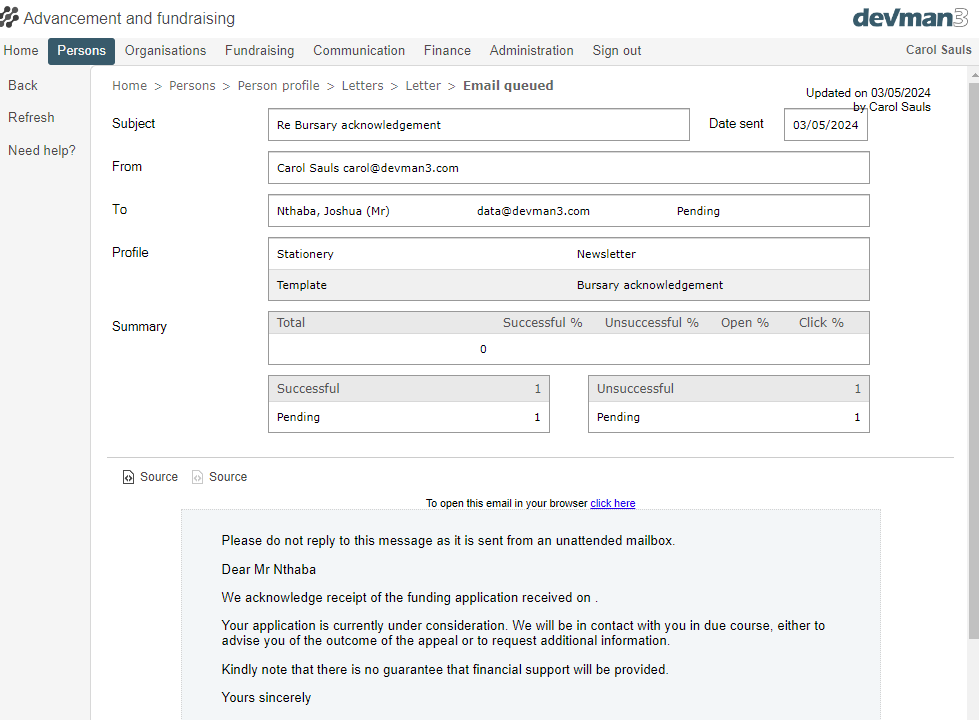 Advancement and fundraising
devman3
Home Persons Organisations Fundraising Communication Finance Administration Sign out Carol Sauls
Back
Refresh
Need help?
Home > Persons > Person profile > Letters > Letter > Email queued
Updated on 03/05/2024
by Carol Sauls
Subject Re Bursary acknowledgement Date sent 03/05/2024
From Carol Sauls carol@devman3.com
To Nthaba, Joshua (Mr) data@devman3.com Pending
Profile Stationery Newsletter
Template Bursary acknowledgement
Summary Total Successful % Unsuccessful % Open % Click %
0
Successful 1 Unsuccessful 1
Pending 1 Pending 1
Source Source
To open this email in your browser click here
Please do not reply to this message as it is sent from an unattended mailbox.
Dear Mr Nthaba
We acknowledge receipt of the funding application received on .
Your application is currently under consideration. We will be in contact with you in due course, either to
advise you of the outcome of the appeal or to request additional information.
Kindly note that there is no guarantee that financial support will be provided.
Yours sincerely